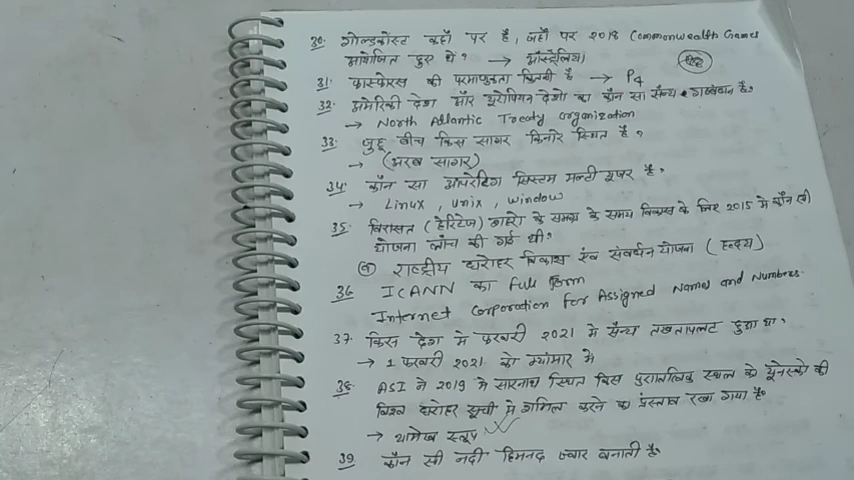 30. गोल्डकोस्ट कहाँ पर है, जहाँ पर 2018 Commonwealth Games
आयोजित हुए थे? → ऑस्ट्रेलिया
31. फास्फोरस की परमाणुकता कितनी है → P4
32. अमेरिकी देश और यूरोपियन देशो का कौन सा सैन्य गठबंधन है?
→ North Atlantic Treaty Organization
33. जुहू बीच किस सागर किनारे स्थित है?
→ (अरब सागर)
34. कौन सा ऑपरेटिंग सिस्टम मल्टी यूजर है?
→ Linux, Unix, Window
35. विरासत (हेरिटेज) शहरो के समग्र के समय विकास के लिए 2015 मे कौन सी
योजना लॉंच की गई थी?
राष्ट्रीय धरोहर विकास एंव संवर्धन योजना (हृदय)
36 ICANN का Full Form
Internet Corporation For Assigned Names and Numbers.
37. किस देश मे फरवरी 2021 मे सैन्य तख्तापलट हुआ था?
→ 1 फरवरी 2021 को म्यांमार मे
38. ASI ने 2019 मे सारनाथ स्थित किस पुरातात्विक स्थल को यूनेस्को की
विश्व धरोहर सूची मे शामिल करने का प्रस्ताव रखा गया है?
→ धामेख स्तूप
39 कौन सी नदी हिमनद ज्वार बनाती है?